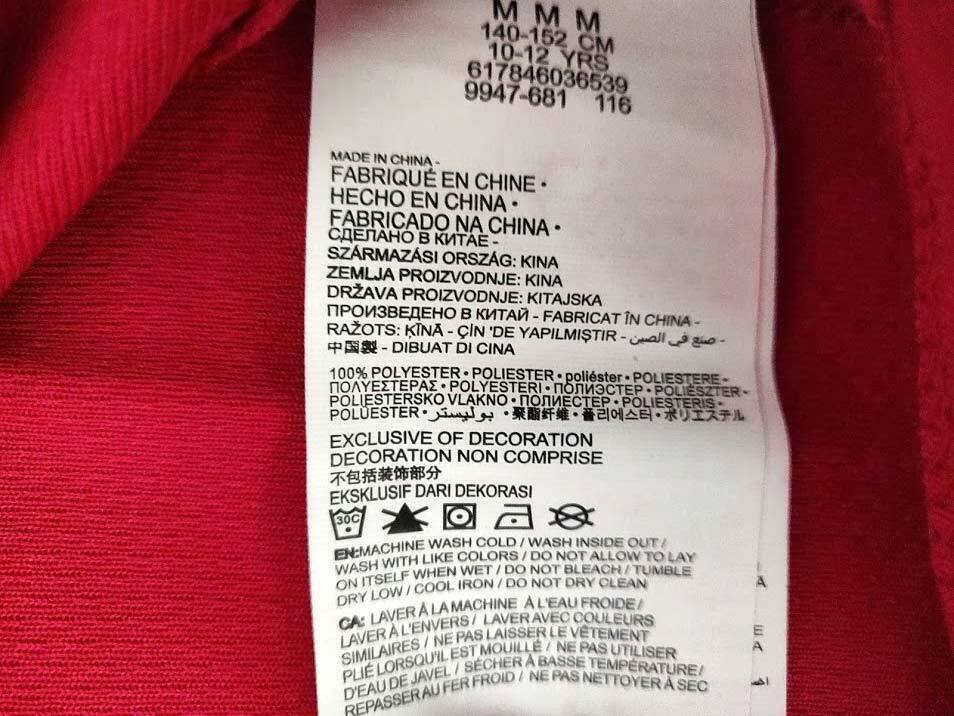 M M M
140-152 CM
10-12 YRS
617846036539
9947-681 116
MADE IN CHINA -
FABRIQUÉ EN CHINE •
HECHO EN CHINA •
FABRICADO NA CHINA •
СДЕЛАНО В КИТАЕ -
SZÁRMAZÁSI ORSZÁG: KINA
ZEMLJA PROIZVODNJE: KINA
DRŽAVA PROIZVODNJE: KITAJSKA
ПРОИЗВЕДЕНО В КИТАЙ - FABRICAT ÎN CHINA -
RAŽOTS: ĶĪNĀ - ÇİN 'DE YAPILMIŞTIR - صنع في الصين -
中国製 - DIBUAT DI CINA
100% POLYESTER • POLIESTER • poliéster • POLIESTERE -
ΠΟΛΥΕΣΤΕΡΑΣ • POLYESTERI • ПОЛИЭСТЕР • POLIÉSZTER -
POLIESTERSKO VLAKNO • ПОЛИЕСТЕР • POLIESTERIS -
POLÜESTER • بوليستر • 聚酯纤维 • 폴리에스터 • ポリエステル
EXCLUSIVE OF DECORATION
DECORATION NON COMPRISE
不包括装饰部分
EKSKLUSIF DARI DEKORASI
30C
EN:MACHINE WASH COLD / WASH INSIDE OUT /
WASH WITH LIKE COLORS / DO NOT ALLOW TO LAY
ON ITSELF WHEN WET / DO NOT BLEACH / TUMBLE
DRY LOW / COOL IRON / DO NOT DRY CLEAN
CA: LAVER À LA MACHINE À L'EAU FROIDE /
LAVER À L'ENVERS / LAVER AVEC COULEURS
SIMILAIRES / NE PAS LAISSER LE VÊTEMENT
PLIÉ LORSQU'IL EST MOUILLÉ / NE PAS UTILISER
D'EAU DE JAVEL / SÉCHER À BASSE TEMPÉRATURE /
REPASSER AU FER FROID / NE PAS NETTOYER À SEC